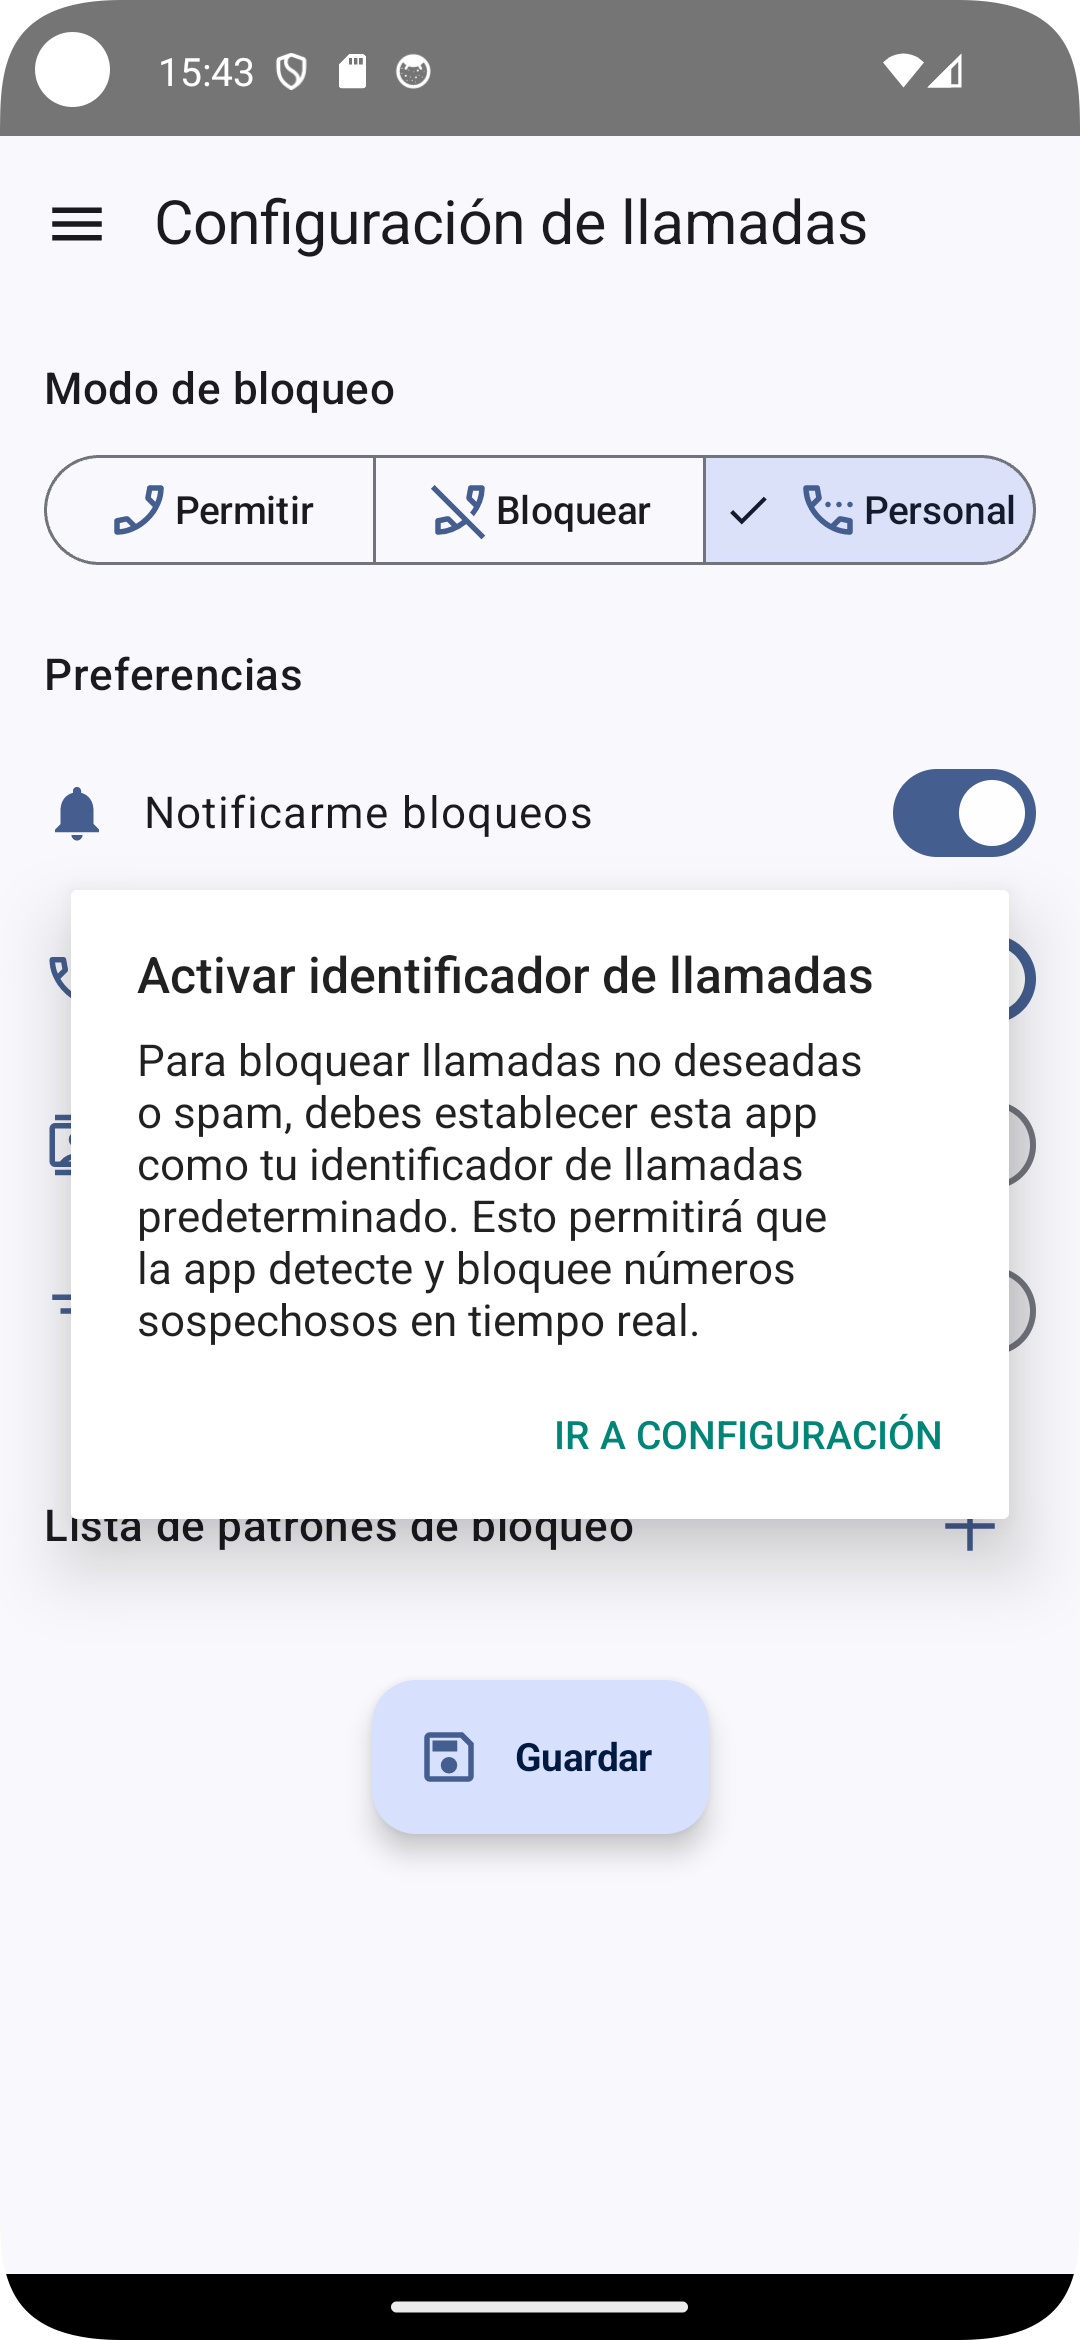 15:43
Configuración de llamadas
Modo de bloqueo
Permitir
Bloquear
Personal
Preferencias
Notificarme bloqueos
Activar identificador de llamadas
Para bloquear llamadas no deseadas
o spam, debes establecer esta app
como tu identificador de llamadas
predeterminado. Esto permitirá que
la app detecte y bloquee números
sospechosos en tiempo real.
IR A CONFIGURACIÓN
Lista de patrones de bloqueo
Guardar